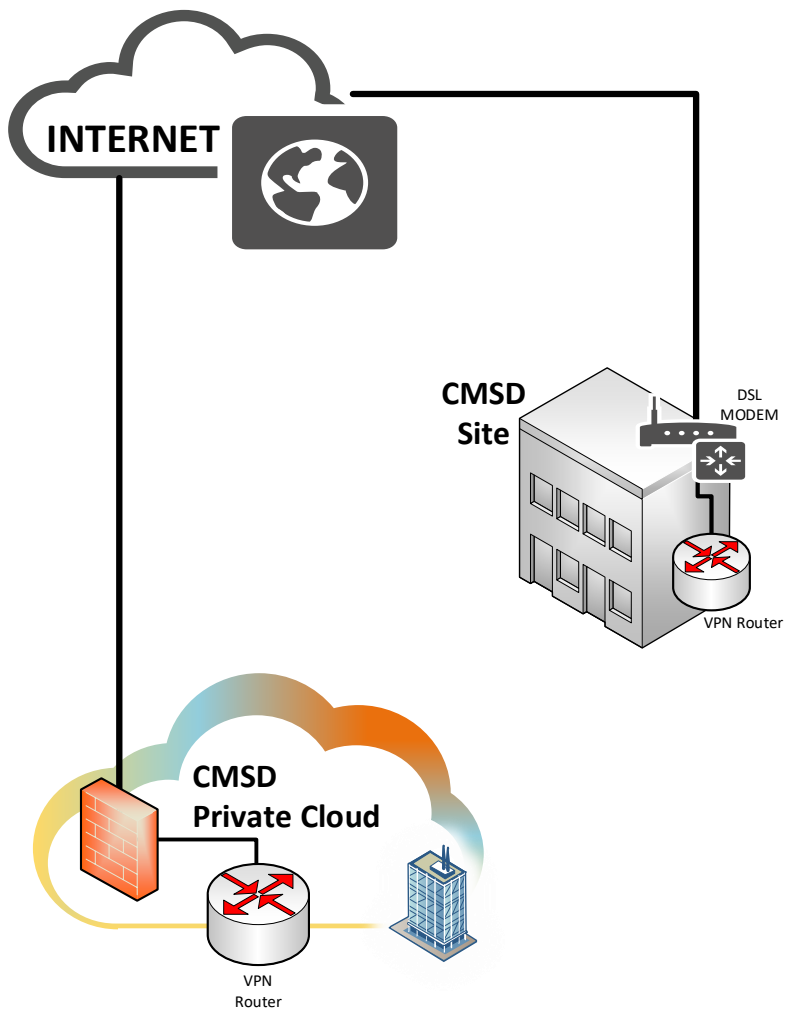 INTERNET
CMSD
Site
DSL
MODEM
VPN Router
CMSD
Private Cloud
VPN
Router